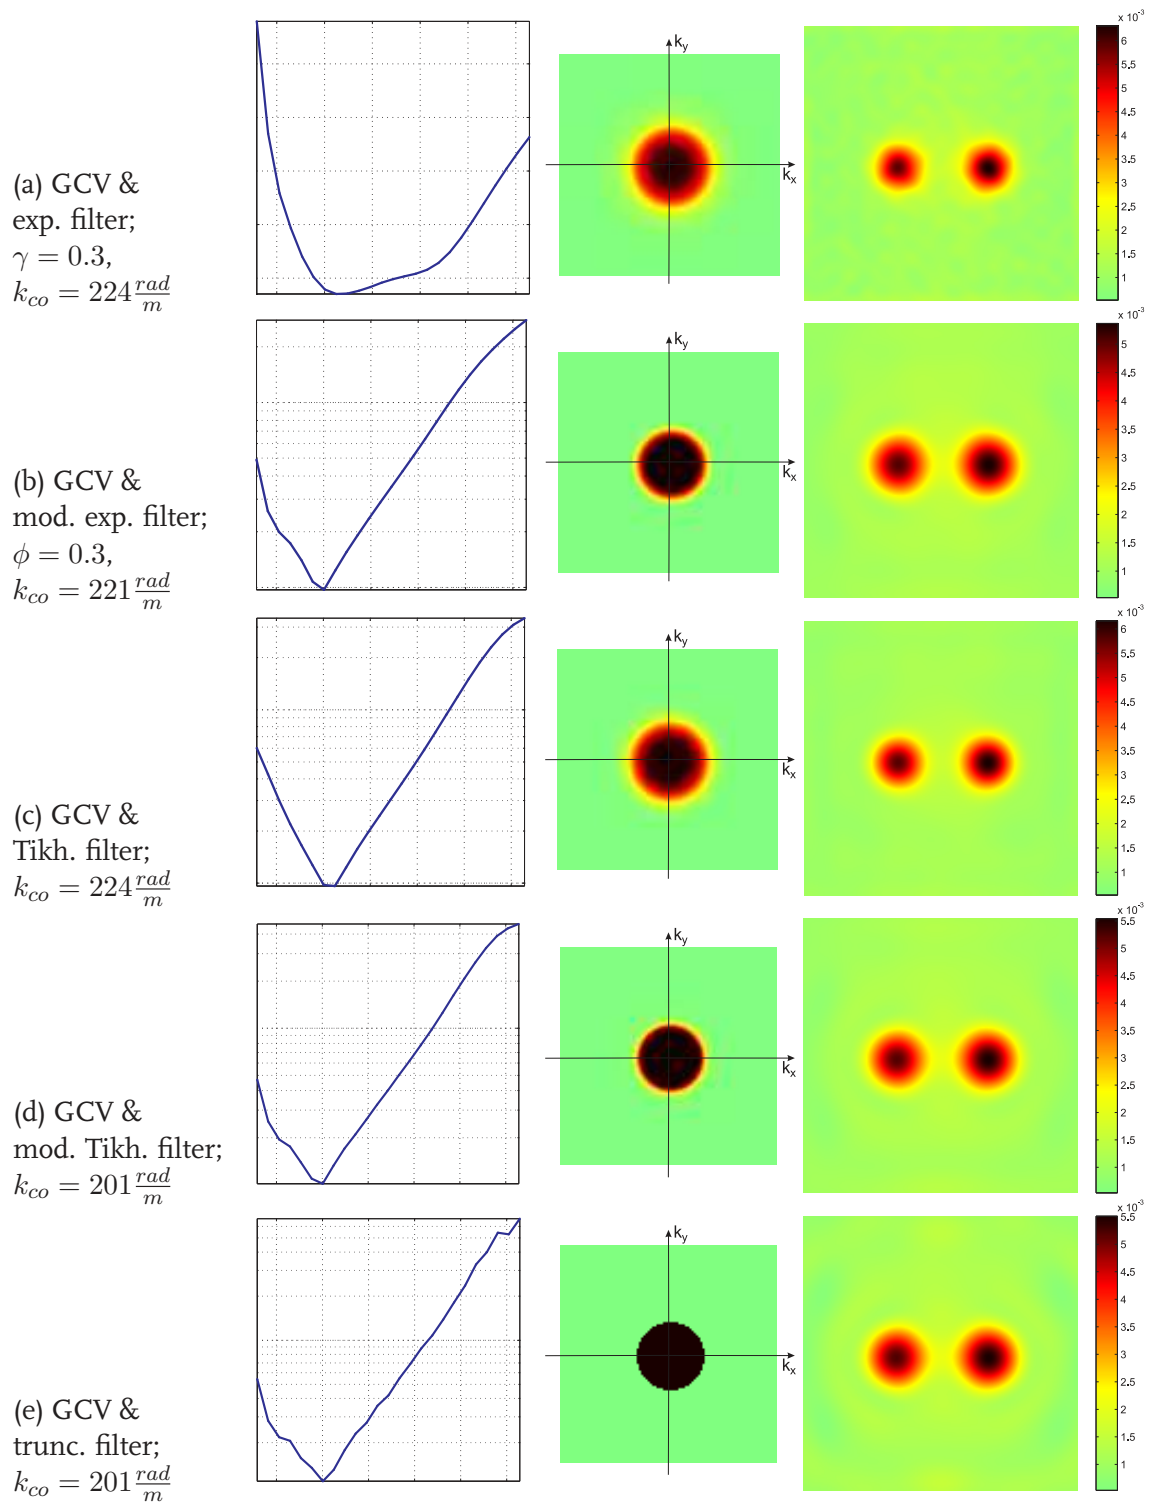 (a) GCV &
exp. filter;
γ = 0.3,
k_co = 224 rad/m
k_y
k_x
x 10^-3
6
5.5
5
4.5
4
3.5
3
2.5
2
1.5
1
(b) GCV &
mod. exp. filter;
ϕ = 0.3,
k_co = 221 rad/m
k_y
k_x
x 10^-3
5.5
5
4.5
4
3.5
3
2.5
2
1.5
1
(c) GCV &
Tikh. filter;
k_co = 224 rad/m
k_y
k_x
x 10^-3
6
5.5
5
4.5
4
3.5
3
2.5
2
1.5
1
(d) GCV &
mod. Tikh. filter;
k_co = 201 rad/m
k_y
k_x
x 10^-3
5.5
5
4.5
4
3.5
3
2.5
2
1.5
1
(e) GCV &
trunc. filter;
k_co = 201 rad/m
k_y
k_x
x 10^-3
5.5
5
4.5
4
3.5
3
2.5
2
1.5
1